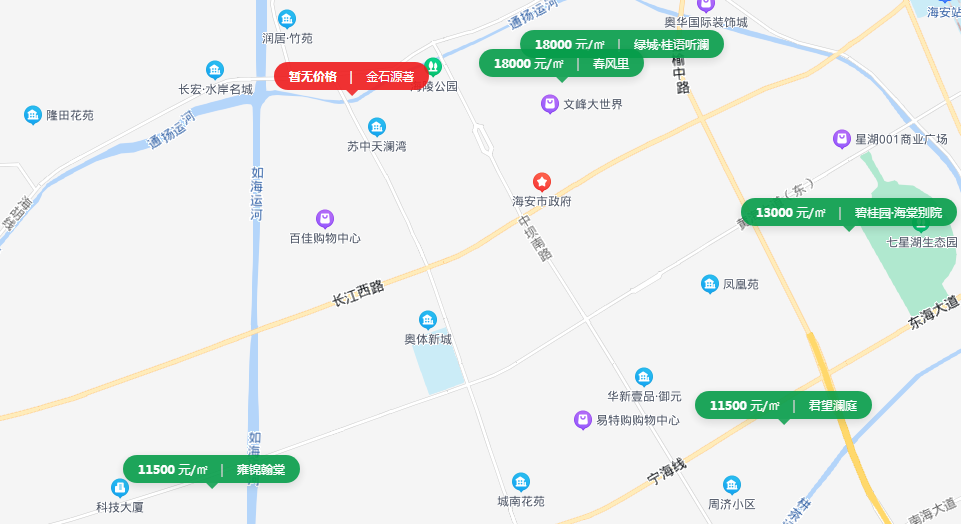 通扬运河
奥华国际装饰城
海安站
润居·竹苑
18000 元/㎡ | 绿城·桂语听澜
18000 元/㎡ | 春风里
暂无价格 | 金石源著
长宏·水岸名城
隆田花苑
文峰大世界
通扬运河
苏中天澜湾
星湖001商业广场
如海运河
海安市政府
13000 元/㎡ | 碧桂园·海棠别院
百佳购物中心
中坝南路
七星湖生态园
长江西路
凤凰苑
东海大道
奥体新城
华新壹品·御元
11500 元/㎡ | 君望澜庭
易特购购物中心
11500 元/㎡ | 雍锦翰棠
宁海线
科技大厦
城南花苑
周济小区
南海大道